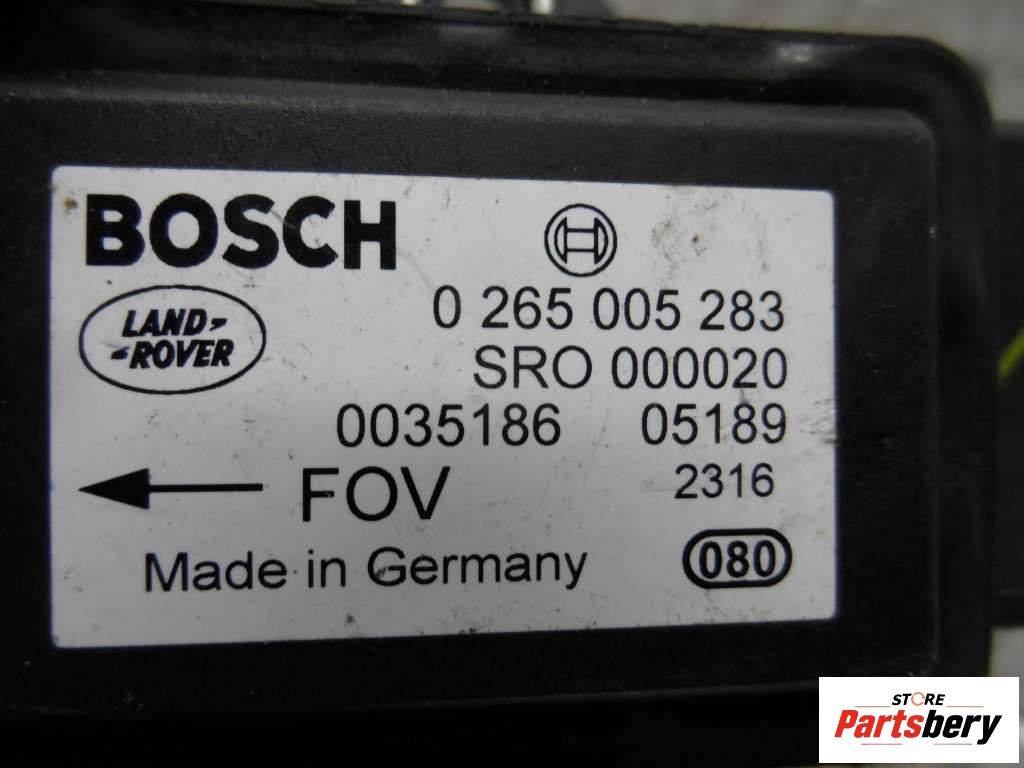 BOSCH
0 265 005 283
LAND-
-ROVER
SRO 000020
0035186 05189
FOV 2316
Made in Germany 080
STORE
Partsbery